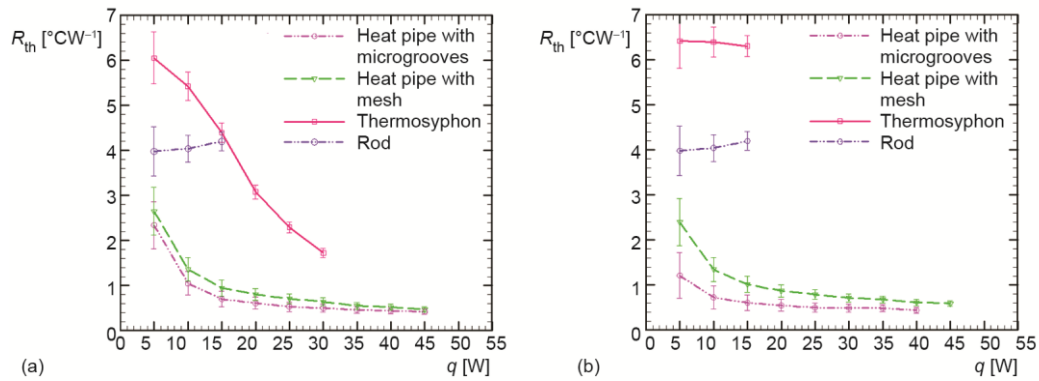 7
R_th [°CW⁻¹]
6
5
4
3
2
1
0
Heat pipe with
microgrooves
Heat pipe with
mesh
Thermosyphon
Rod
0 5 10 15 20 25 30 35 40 45 50 55
(a)
q [W]
7
R_th [°CW⁻¹]
6
5
4
3
2
1
0
Heat pipe with
microgrooves
Heat pipe with
mesh
Thermosyphon
Rod
0 5 10 15 20 25 30 35 40 45 50 55
(b)
q [W]